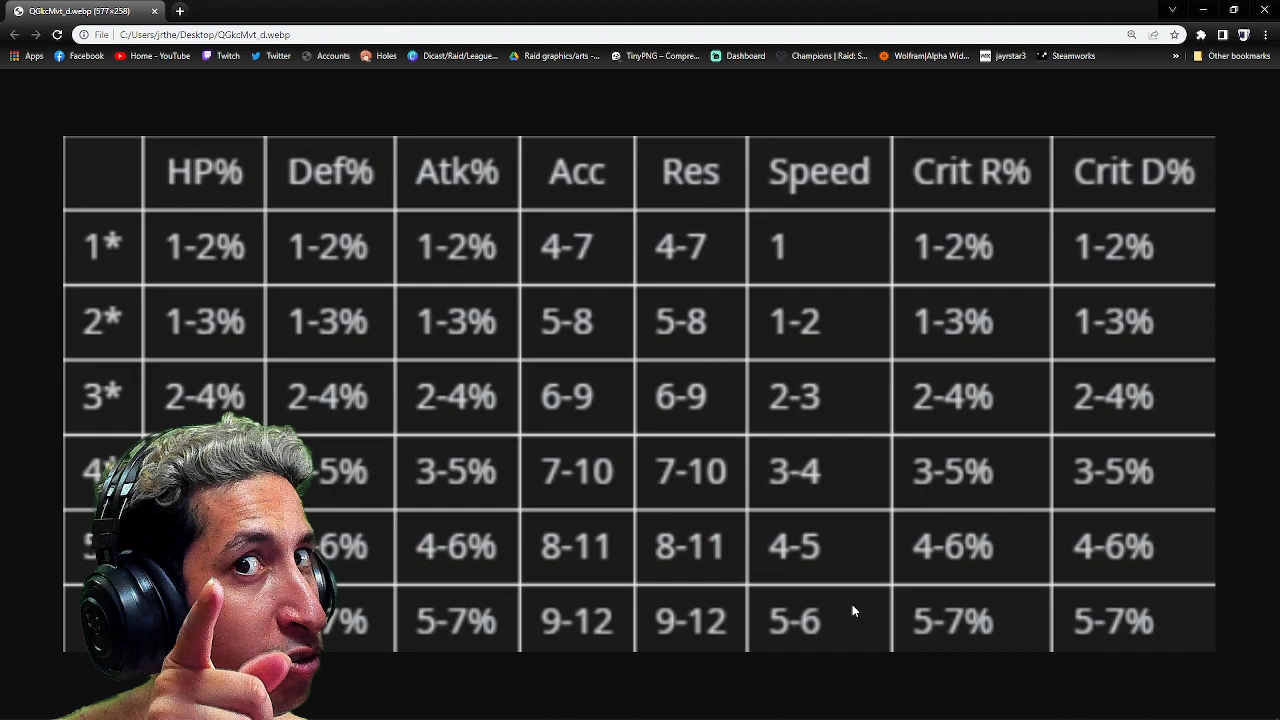 QGkcMvt_d.webp (577×258)
File C:/Users/jrthe/Desktop/QGkcMvt_d.webp
Apps Facebook Home - YouTube Twitch Twitter Accounts Holes Dicast/Raid/League... Raid graphics/arts -... TinyPNG – Compre... Dashboard Champions | Raid: S... Wolfram|Alpha Wid... jayrstar3 Steamworks » Other bookmarks
HP% Def% Atk% Acc Res Speed Crit R% Crit D%
1* 1-2% 1-2% 1-2% 4-7 4-7 1 1-2% 1-2%
2* 1-3% 1-3% 1-3% 5-8 5-8 1-2 1-3% 1-3%
3* 2-4% 2-4% 2-4% 6-9 6-9 2-3 2-4% 2-4%
4* -5% 3-5% 7-10 7-10 3-4 3-5% 3-5%
5 -6% 4-6% 8-11 8-11 4-5 4-6% 4-6%
7% 5-7% 9-12 9-12 5-6 5-7% 5-7%